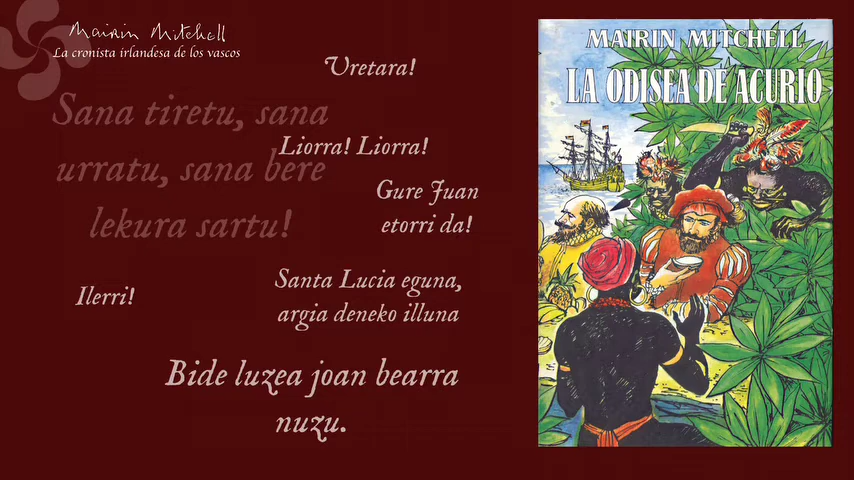 Mairin Mitchell
La cronista irlandesa de los vascos
Uretara!
Sana tiretu, sana
urratu, sana bere
lekura sartu!
Liorra! Liorra!
Gure Juan
etorri da!
Ilerri!
Santa Lucia eguna,
argia deneko illuna
Bide luzea joan bearra
nuzu.
MAIRIN MITCHELL
LA ODISEA DE ACURIO